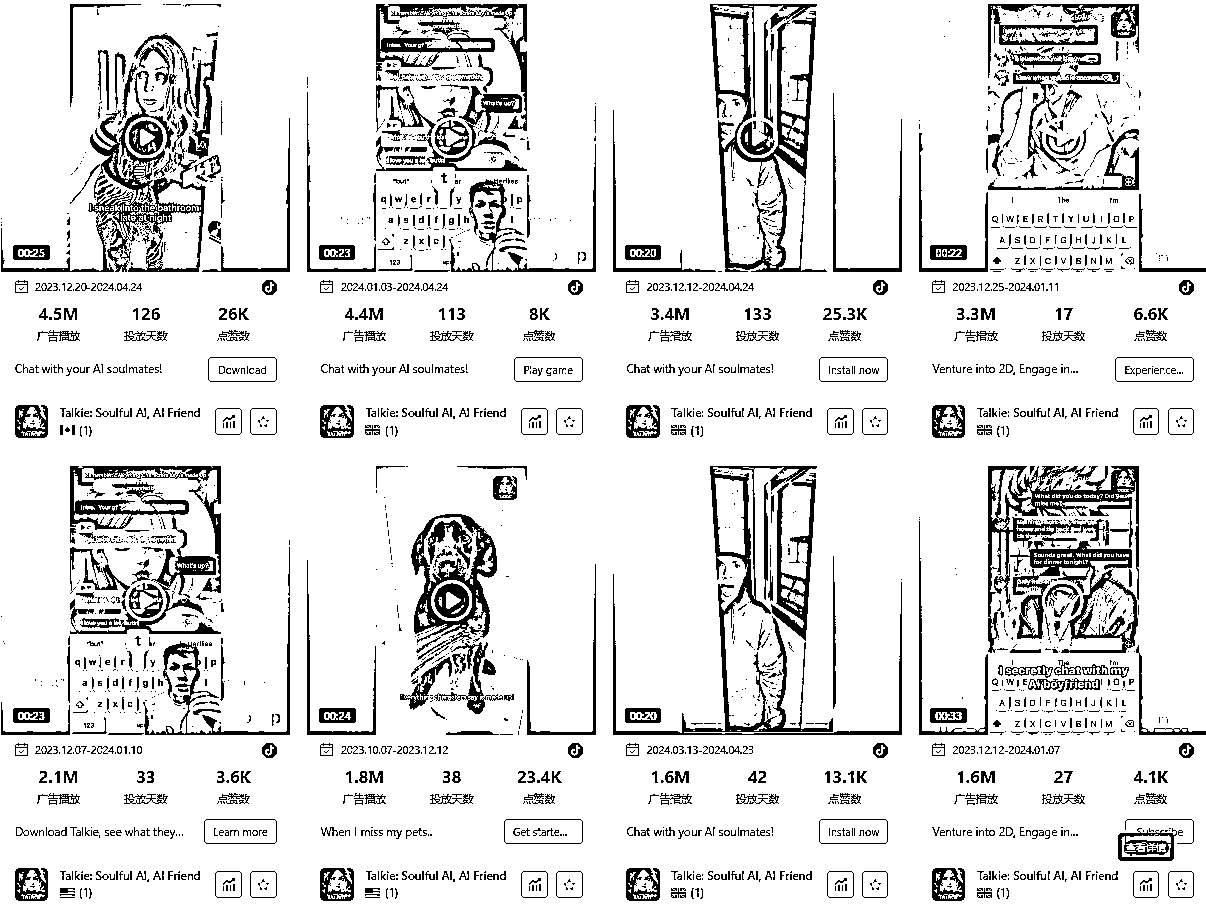 I sneak into the bathroom
late at night
00:25
2023.12.20-2024.04.24
4.5M
126
26K
广告播放
投放天数
点赞数
Chat with your AI soulmates!
Download
Talkie: Soulful AI, AI Friend
(1)
What's up?
"but"
t
q w e r y p
a s d f g h l
z x c
123
00:23
2024.01.03-2024.04.24
4.4M
113
8K
广告播放
投放天数
点赞数
Chat with your AI soulmates!
Play game
Talkie: Soulful AI, AI Friend
(1)
00:20
2023.12.12-2024.04.24
3.4M
133
25.3K
广告播放
投放天数
点赞数
Chat with your AI soulmates!
Install now
Talkie: Soulful AI, AI Friend
(1)
I The I'm
Q W E R T Y U I O P
A S D F G H J K L
Z X C V B N M
00:22
2023.12.25-2024.01.11
3.3M
17
6.6K
广告播放
投放天数
点赞数
Venture into 2D, Engage in...
Experience...
Talkie: Soulful AI, AI Friend
(1)
What's up?
"but"
t
q w e r y p
a s d f g h l
z x c
123
00:23
2023.12.07-2024.01.10
2.1M
33
3.6K
广告播放
投放天数
点赞数
Download Talkie, see what they...
Learn more
Talkie: Soulful AI, AI Friend
(1)
00:24
2023.10.07-2023.12.12
1.8M
38
23.4K
广告播放
投放天数
点赞数
When I miss my pets..
Get starte...
Talkie: Soulful AI, AI Friend
(1)
00:20
2024.03.13-2024.04.23
1.6M
42
13.1K
广告播放
投放天数
点赞数
Chat with your AI soulmates!
Install now
Talkie: Soulful AI, AI Friend
(1)
What did you do today? Did you
miss me?
Sounds great. What did you have
for dinner tonight?
I secretly chat with my
AI boyfriend
A S D F G H J K L
Z X C V B N M
00:33
2023.12.12-2024.01.07
1.6M
27
4.1K
广告播放
投放天数
点赞数
Venture into 2D, Engage in...
Subscribe
查看详情
Talkie: Soulful AI, AI Friend
(1)